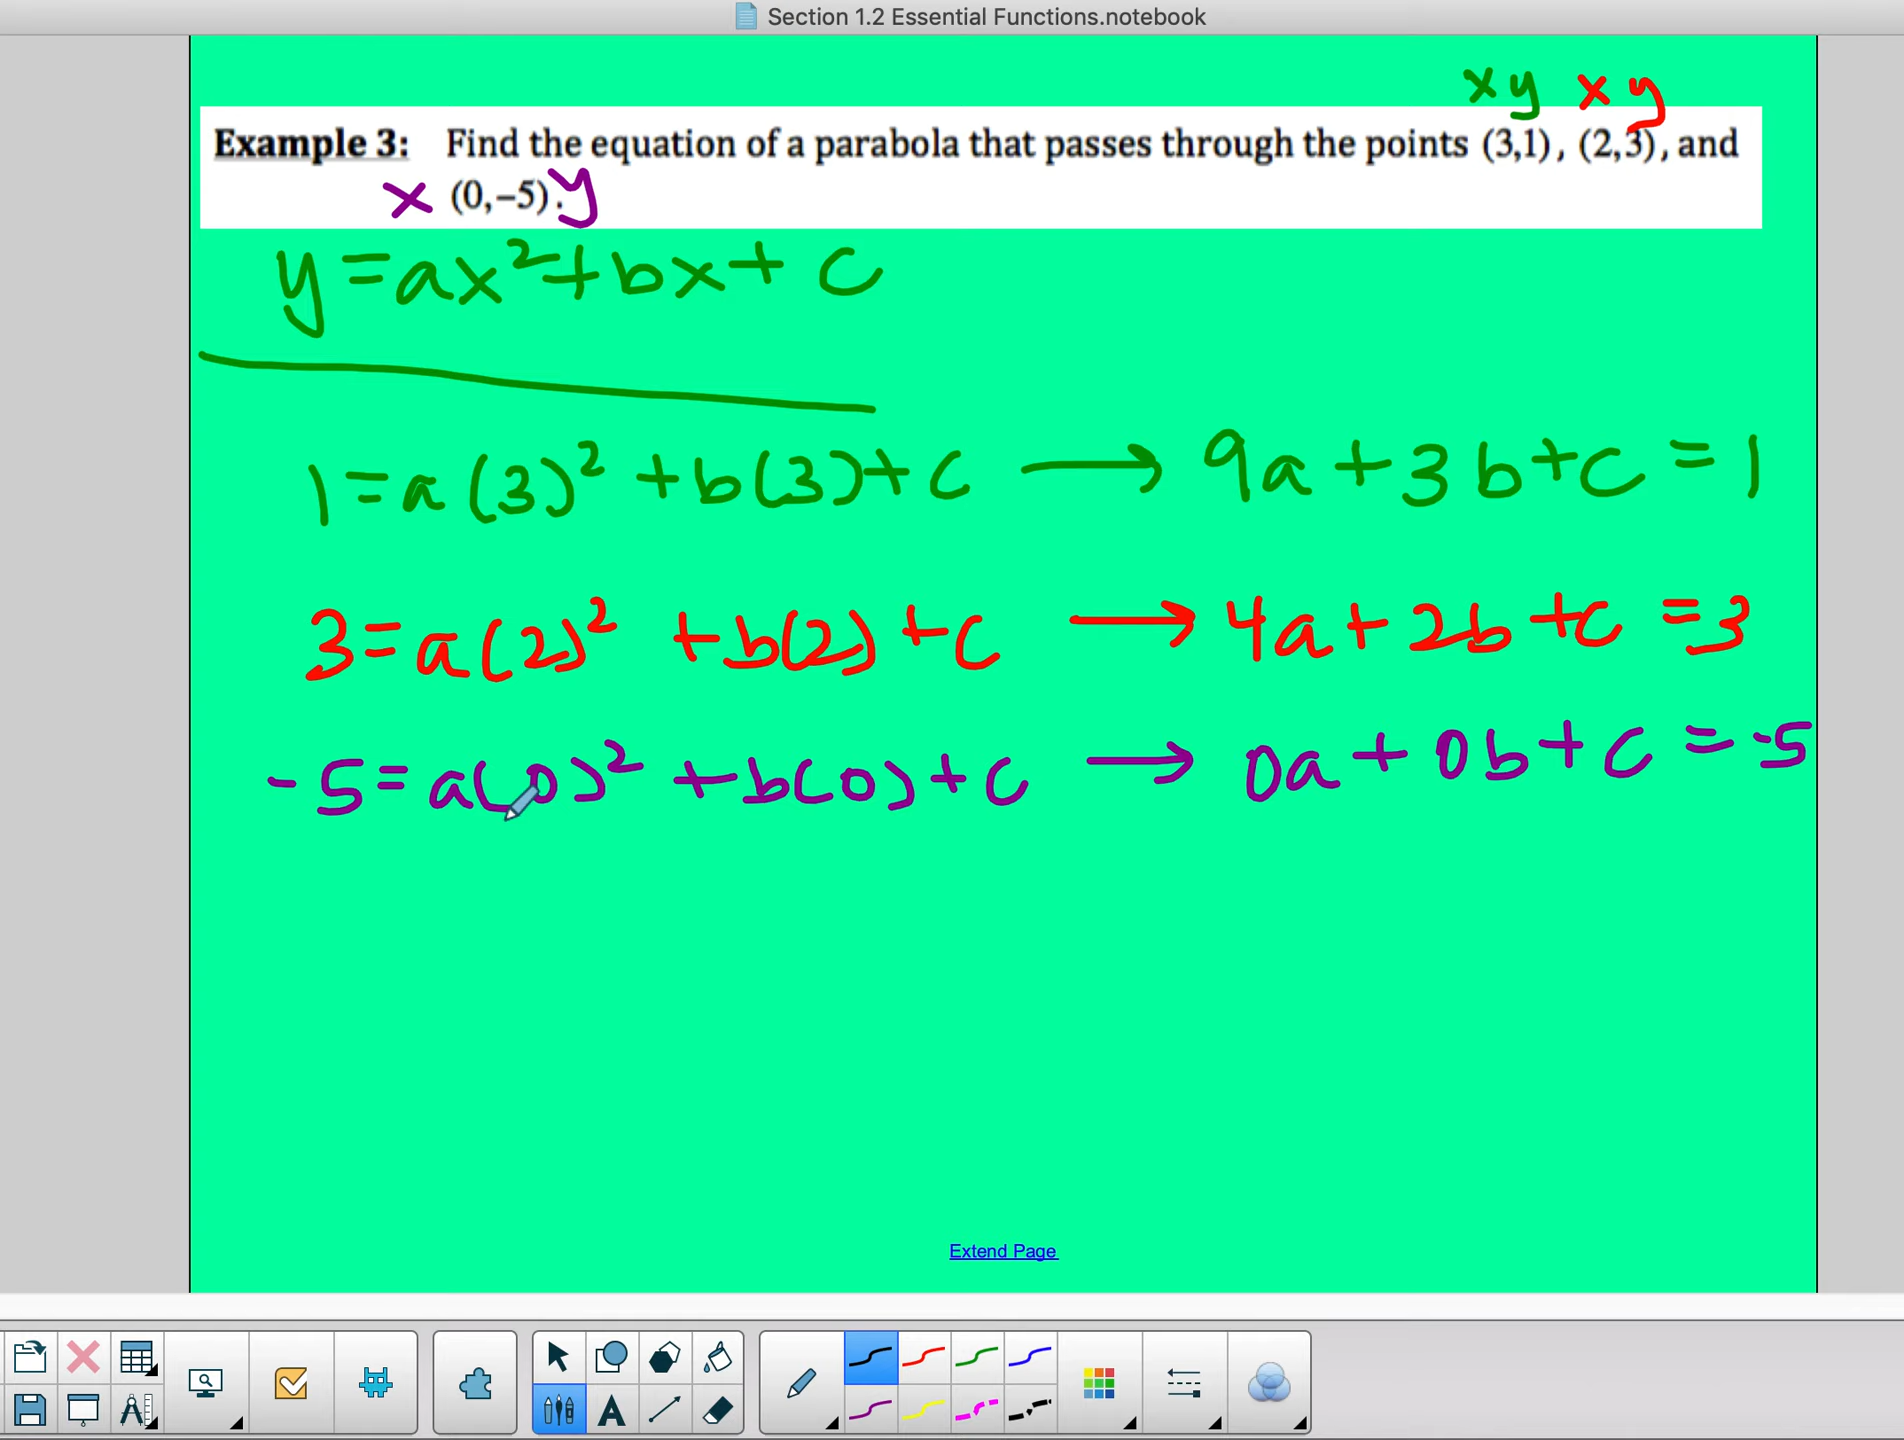 Section 1.2 Essential Functions.notebook
x y x y
Example 3: Find the equation of a parabola that passes through the points (3,1), (2,3), and
x (0,–5). y
y = ax² + bx + c
1 = a(3)² + b(3) + c → 9a + 3b + c = 1
3 = a(2)² + b(2) + c → 4a + 2b + c = 3
-5 = a(0)² + b(0) + c → 0a + 0b + c = -5
Extend Page
A